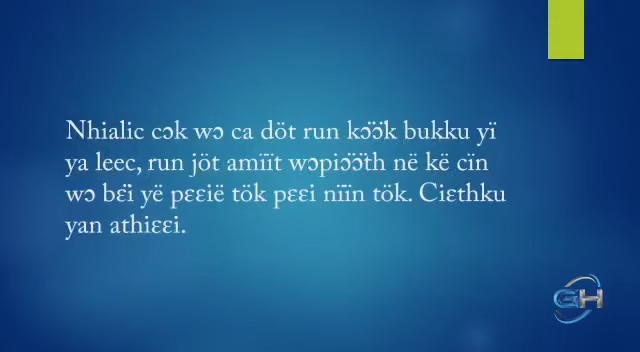 Nhialic cɔk wɔ ca döt run kɔ̈ɔ̈k bukku yï
ya leec, run jöt amïït wɔpiɔ̈ɔ̈th në kë cïn
wɔ bɛ̈i yë pɛɛië tök pɛɛi nïïn tök. Ciɛthku
yan athiɛɛi.
GH